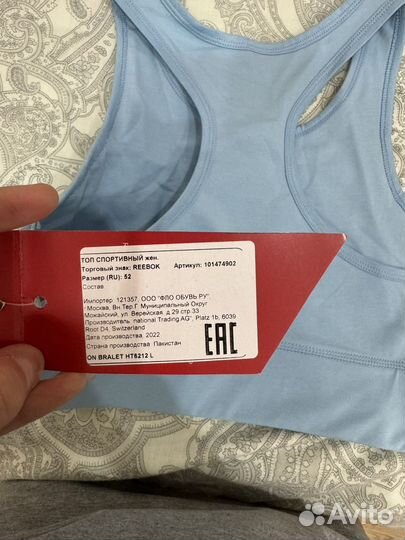 ТОП СПОРТИВНЫЙ жен.
Торговый знак: REEBOK Артикул: 101474902
Размер (RU): 52
Состав
Импортер: 121357, ООО "ФЛО ОБУВЬ РУ",
Москва, Вн.Тер.Г. Муниципальный Округ
Можайский, ул. Верейская, д 29 стр 33
Производитель: national Trading AG", Platz 1b, 6039
Root D4, Switzerland
Дата производства: 2022
Страна производства Пакистан
ON BRALET HT6212 L
EAC
Avito